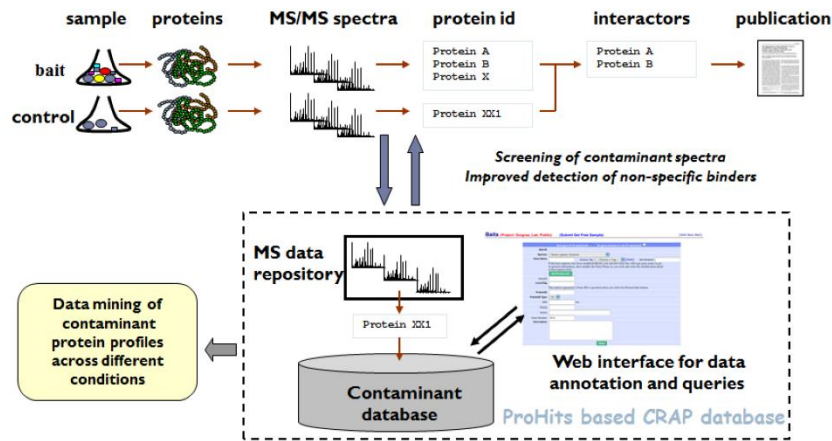 sample proteins MS/MS spectra protein id interactors publication
bait
control
Protein A
Protein B
Protein X
Protein A
Protein B
Protein XX1
Screening of contaminant spectra
Improved detection of non-specific binders
MS data
repository
Protein XX1
Contaminant
database
Web interface for data
annotation and queries
ProHits based CRAP database
Data mining of
contaminant
protein profiles
across different
conditions
Baits